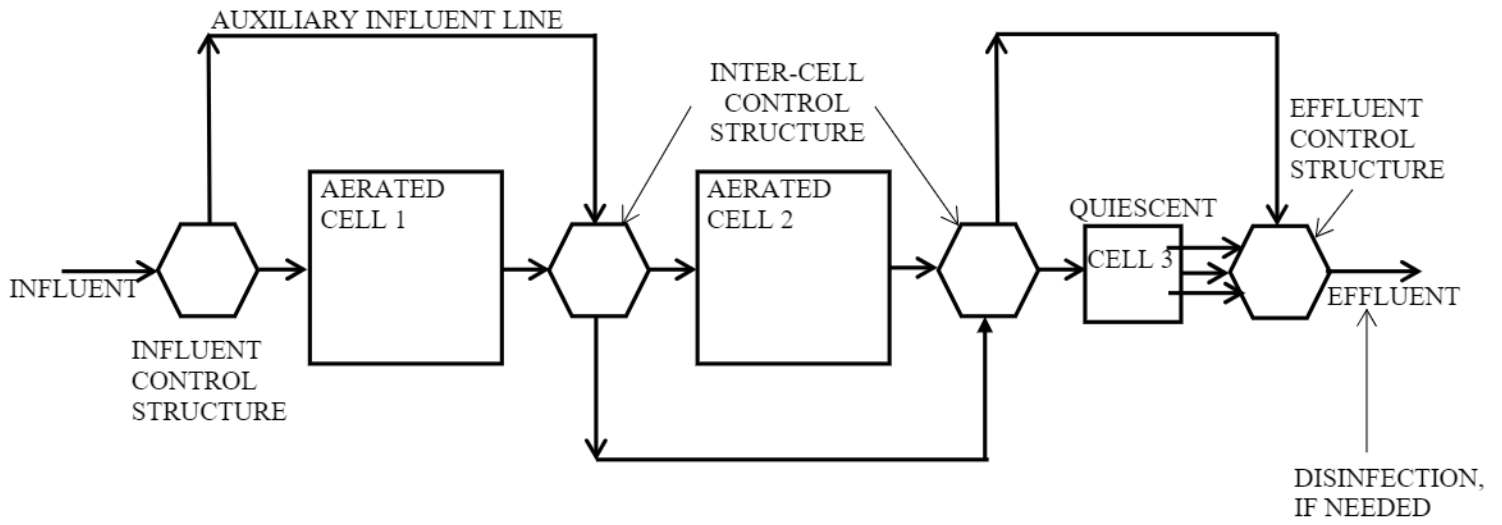 AUXILIARY INFLUENT LINE
INTER-CELL
CONTROL
STRUCTURE
EFFLUENT
CONTROL
STRUCTURE
AERATED
CELL 1
AERATED
CELL 2
QUIESCENT
CELL 3
INFLUENT
EFFLUENT
INFLUENT
CONTROL
STRUCTURE
DISINFECTION,
IF NEEDED